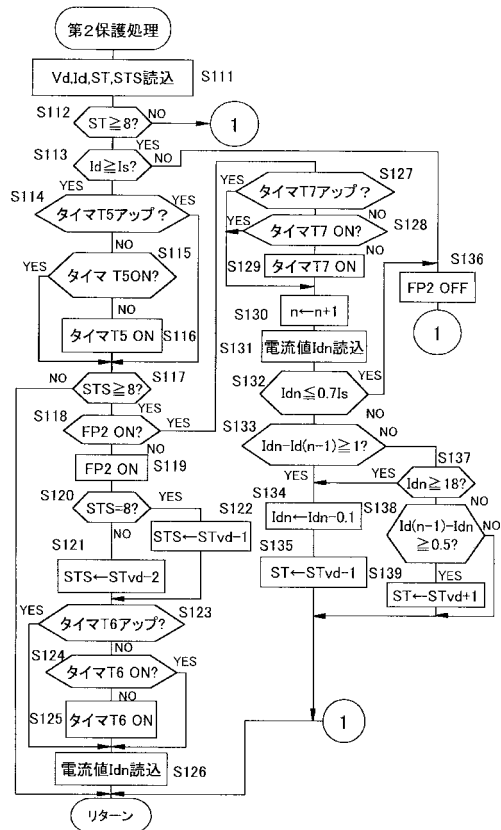 第2保護処理
Vd,Id,ST,STS読込
S111
S112
ST≧8?
NO
1
YES
S113
Id≧Is?
NO
YES
S114
タイマT5アップ?
YES
NO
S115
YES
タイマ T5ON?
NO
タイマT5 ON
S116
NO
STS≧8?
S117
YES
S118
FP2 ON?
YES
NO
FP2 ON
S119
S120
STS=8?
YES
NO
S122
STS←STvd-1
S121
STS←STvd-2
YES
タイマT6アップ?
S123
NO
S124
タイマT6 ON?
YES
NO
S125
タイマT6 ON
電流値Idn読込
S126
リターン
S127
YES
タイマT7アップ?
NO
YES
タイマT7 ON?
S128
NO
S129
タイマT7 ON
S130
n←n+1
S131
電流値Idn読込
S132
Idn≦0.7Is
YES
NO
S133
Idn-Id(n-1)≧1?
NO
YES
S134
Idn←Idn-0.1
S135
ST←STvd-1
S136
FP2 OFF
1
S137
YES
Idn≧18?
NO
S138
Id(n-1)-Idn
≧0.5?
NO
YES
S139
ST←STvd+1
1